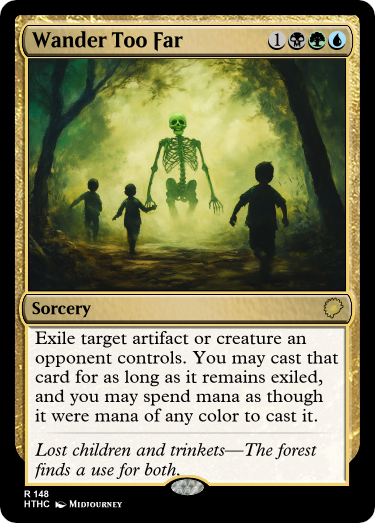 Wander Too Far 1
Sorcery
Exile target artifact or creature an
opponent controls. You may cast that
card for as long as it remains exiled,
and you may spend mana as though
it were mana of any color to cast it.
Lost children and trinkets—The forest
finds a use for both.
R 148
HTHC Midjourney